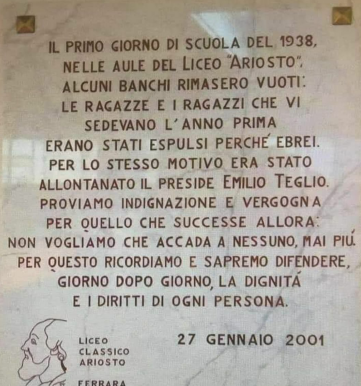 IL PRIMO GIORNO DI SCUOLA DEL 1938,
NELLE AULE DEL LICEO "ARIOSTO",
ALCUNI BANCHI RIMASERO VUOTI:
LE RAGAZZE E I RAGAZZI CHE VI
SEDEVANO L'ANNO PRIMA
ERANO STATI ESPULSI PERCHÉ EBREI.
PER LO STESSO MOTIVO ERA STATO
ALLONTANATO IL PRESIDE EMILIO TEGLIO.
PROVIAMO INDIGNAZIONE E VERGOGNA
PER QUELLO CHE SUCCESSE ALLORA:
NON VOGLIAMO CHE ACCADA A NESSUNO, MAI PIÚ.
PER QUESTO RICORDIAMO E SAPREMO DIFENDERE,
GIORNO DOPO GIORNO, LA DIGNITÁ
E I DIRITTI DI OGNI PERSONA.
27 GENNAIO 2001
LICEO
CLASSICO
ARIOSTO
FERRARA